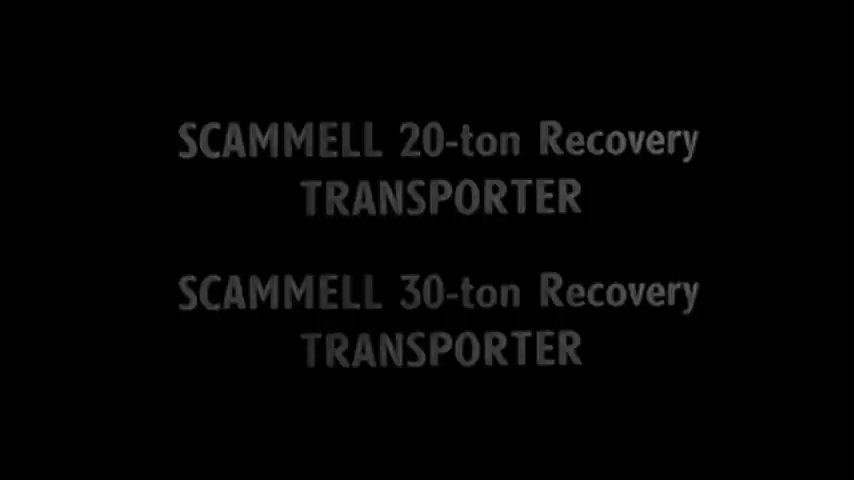 SCAMMELL 20-ton Recovery
TRANSPORTER
SCAMMELL 30-ton Recovery
TRANSPORTER